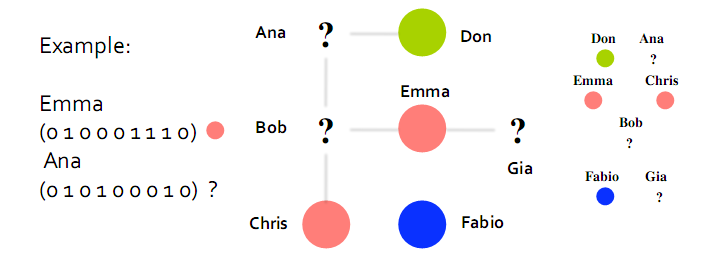 Example:
Emma
(0 1 0 0 0 1 1 1 0)
Ana
(0 1 0 1 0 0 0 1 0) ?
Ana ? Don
Emma
Bob ? ?
Gia
Chris Fabio
Don Ana
?
Emma Chris
Bob
?
Fabio Gia
?